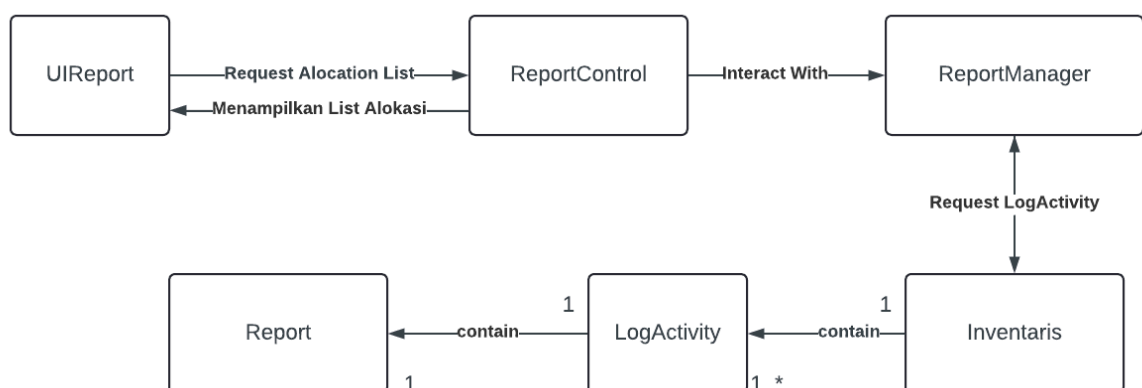 UIReport
Request Alocation List
ReportControl
Interact With
ReportManager
Menampilkan List Alokasi
Request LogActivity
1
1
Report
contain
LogActivity
contain
Inventaris
1
1..*